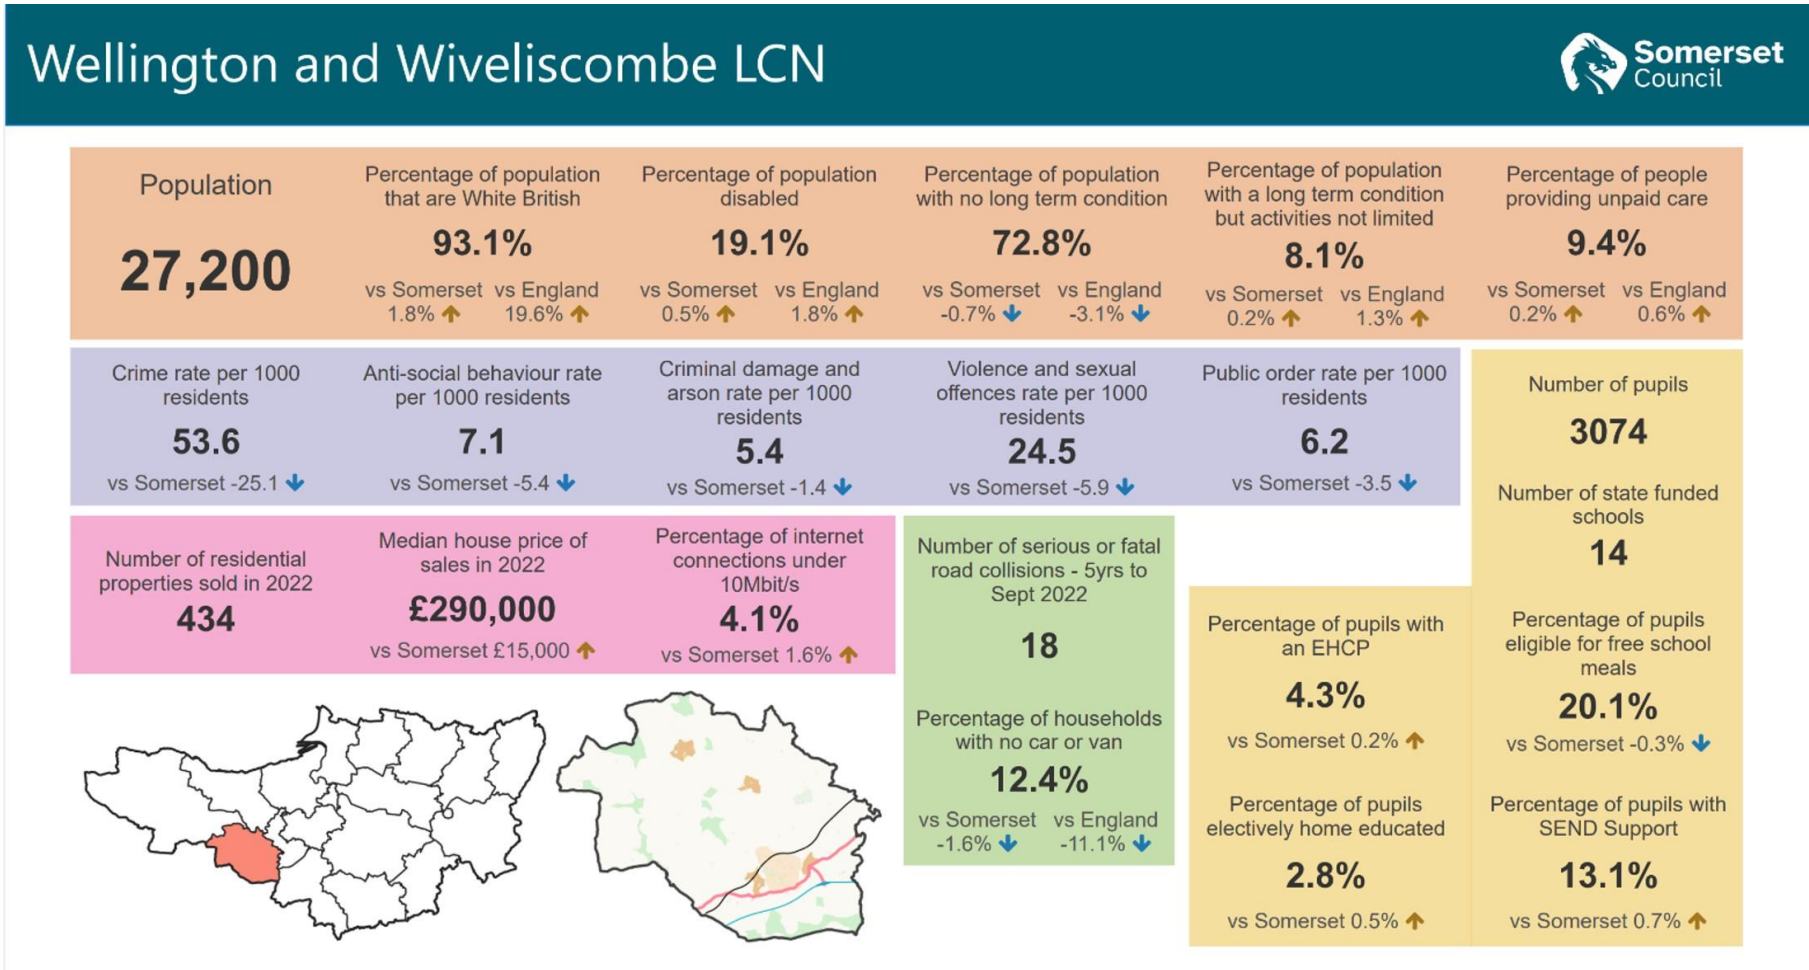 Wellington and Wiveliscombe LCN
Somerset
Council
Population
27,200
Percentage of population
that are White British
93.1%
vs Somerset vs England
1.8% 19.6%
Percentage of population
disabled
19.1%
vs Somerset vs England
0.5% 1.8%
Percentage of population
with no long term condition
72.8%
vs Somerset vs England
-0.7% -3.1%
Percentage of population
with a long term condition
but activities not limited
8.1%
vs Somerset vs England
0.2% 1.3%
Percentage of people
providing unpaid care
9.4%
vs Somerset vs England
0.2% 0.6%
Crime rate per 1000
residents
53.6
vs Somerset -25.1
Anti-social behaviour rate
per 1000 residents
7.1
vs Somerset -5.4
Criminal damage and
arson rate per 1000
residents
5.4
vs Somerset -1.4
Violence and sexual
offences rate per 1000
residents
24.5
vs Somerset -5.9
Public order rate per 1000
residents
6.2
vs Somerset -3.5
Number of pupils
3074
Number of state funded
schools
14
Number of residential
properties sold in 2022
434
Median house price of
sales in 2022
£290,000
vs Somerset £15,000
Percentage of internet
connections under
10Mbit/s
4.1%
vs Somerset 1.6%
Number of serious or fatal
road collisions - 5yrs to
Sept 2022
18
Percentage of households
with no car or van
12.4%
vs Somerset vs England
-1.6% -11.1%
Percentage of pupils with
an EHCP
4.3%
vs Somerset 0.2%
Percentage of pupils
eligible for free school
meals
20.1%
vs Somerset -0.3%
Percentage of pupils
electively home educated
2.8%
vs Somerset 0.5%
Percentage of pupils with
SEND Support
13.1%
vs Somerset 0.7%